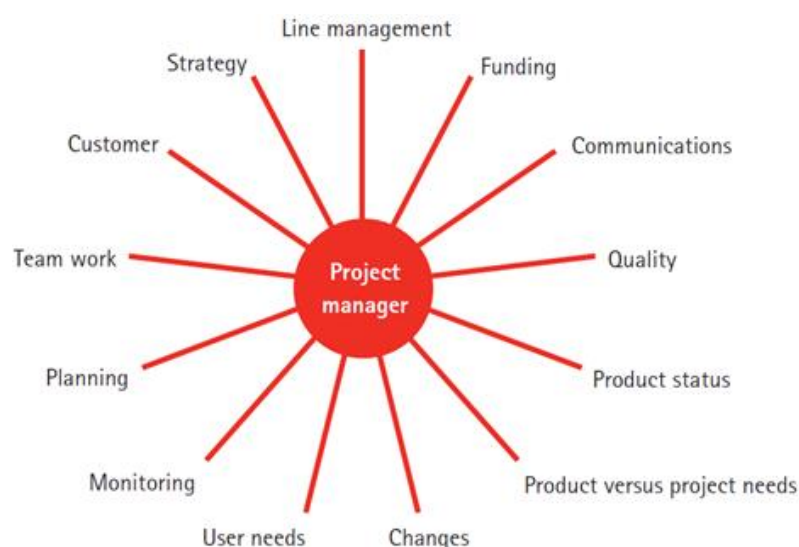 Line management
Strategy
Funding
Customer
Communications
Team work
Quality
Project
manager
Planning
Product status
Monitoring
Product versus project needs
User needs
Changes